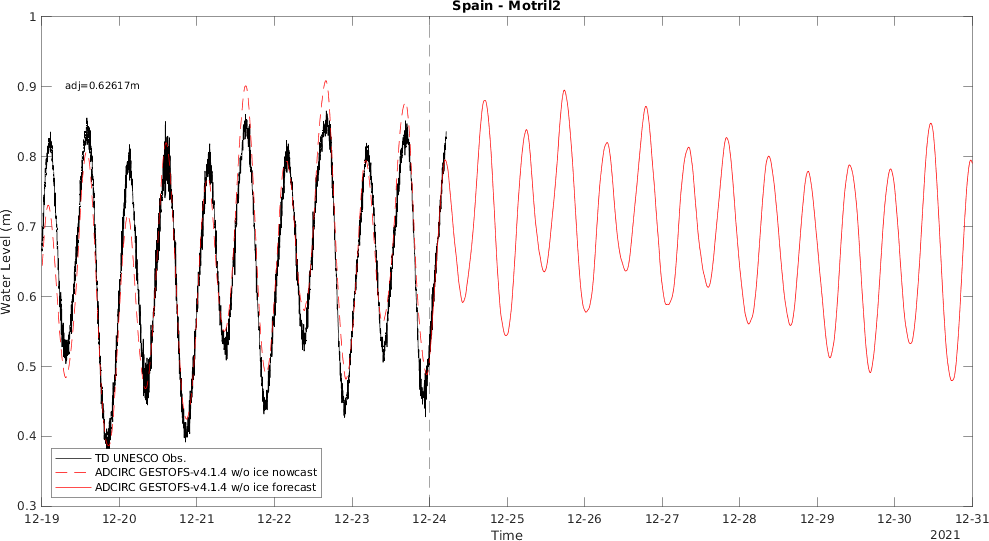 Spain - Motril2
1
0.9
0.8
0.7
0.6
0.5
0.4
0.3
Water Level (m)
adj=0.62617m
TD UNESCO Obs.
ADCIRC GESTOFS-v4.1.4 w/o ice nowcast
ADCIRC GESTOFS-v4.1.4 w/o ice forecast
12-19 12-20 12-21 12-22 12-23 12-24 12-25 12-26 12-27 12-28 12-29 12-30 12-31
Time
2021